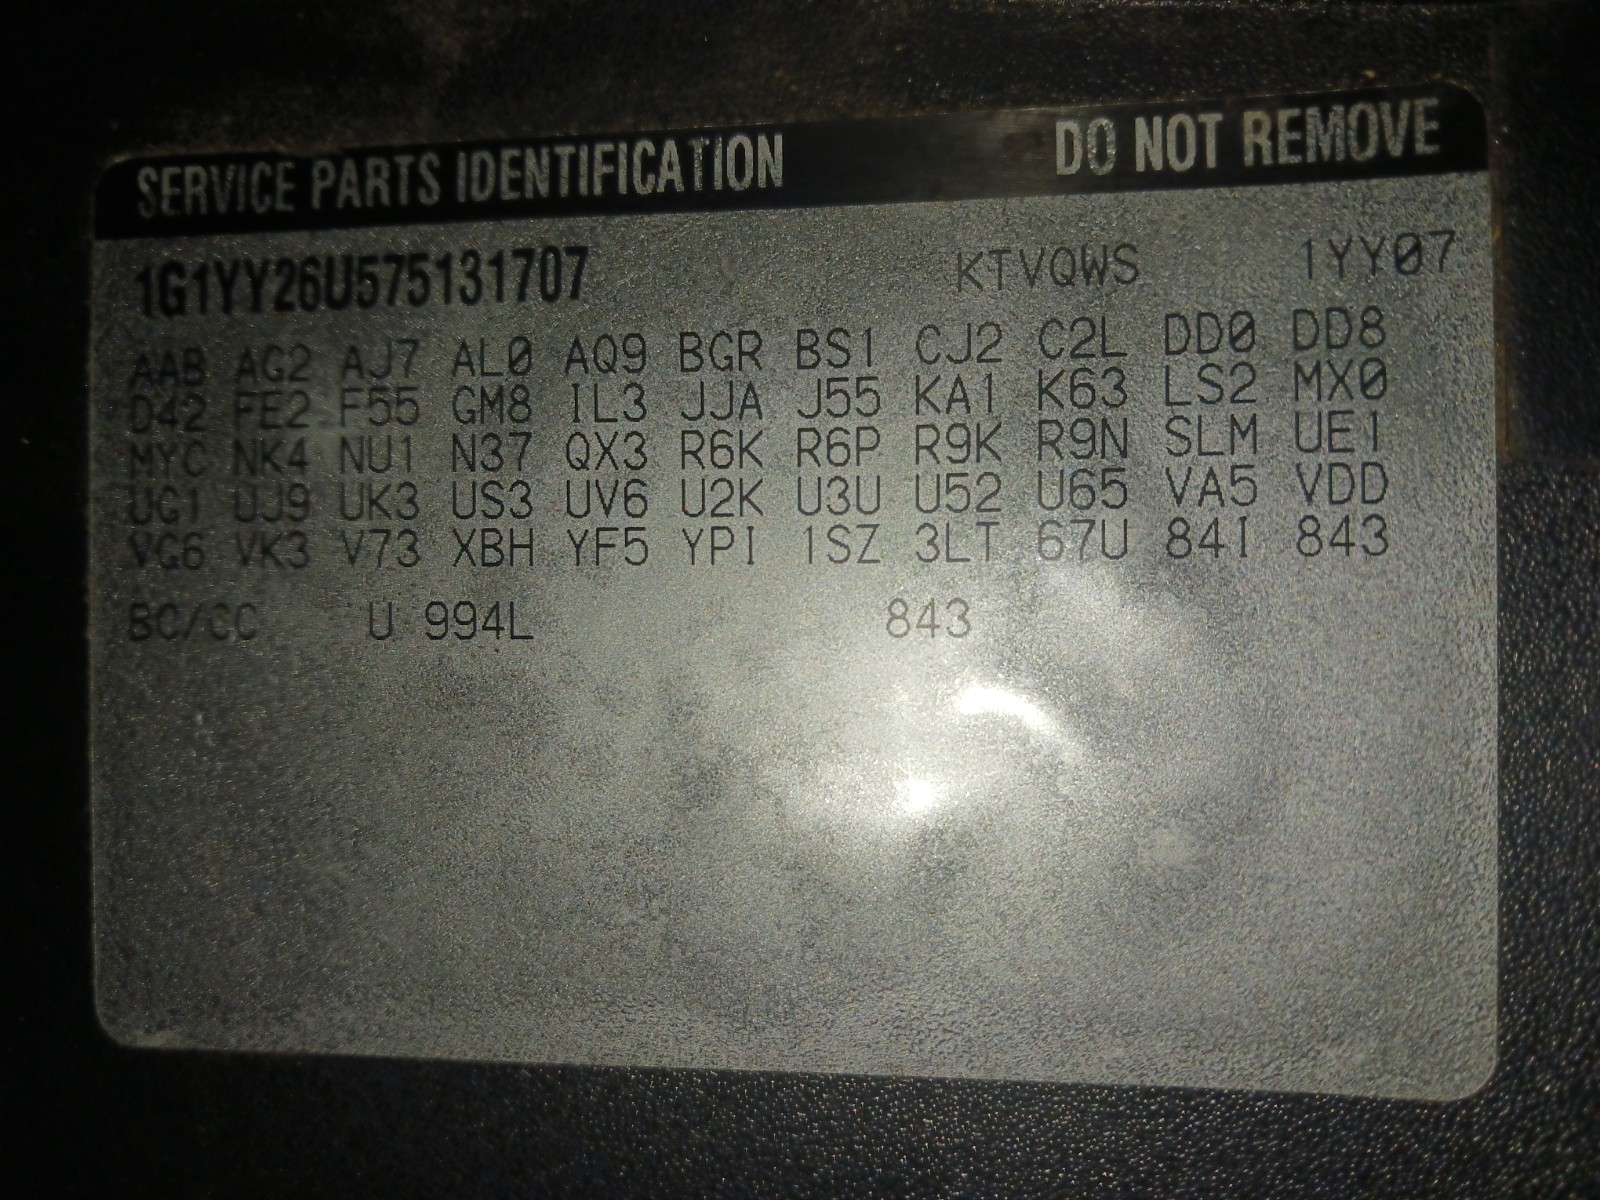 SERVICE PARTS IDENTIFICATION DO NOT REMOVE
1G1YY26U575131707 KTVQWS 1YY07
AAB AG2 AJ7 AL0 AQ9 BGR BS1 CJ2 C2L DD0 DD8
D42 FE2 F55 GM8 IL3 JJA J55 KA1 K63 LS2 MX0
MYC NK4 NU1 N37 QX3 R6K R6P R9K R9N SLM UE1
UG1 UJ9 UK3 US3 UV6 U2K U3U U52 U65 VA5 VDD
VG6 VK3 V73 XBH YF5 YPI 1SZ 3LT 67U 84I 843
BC/CC U 994L 843